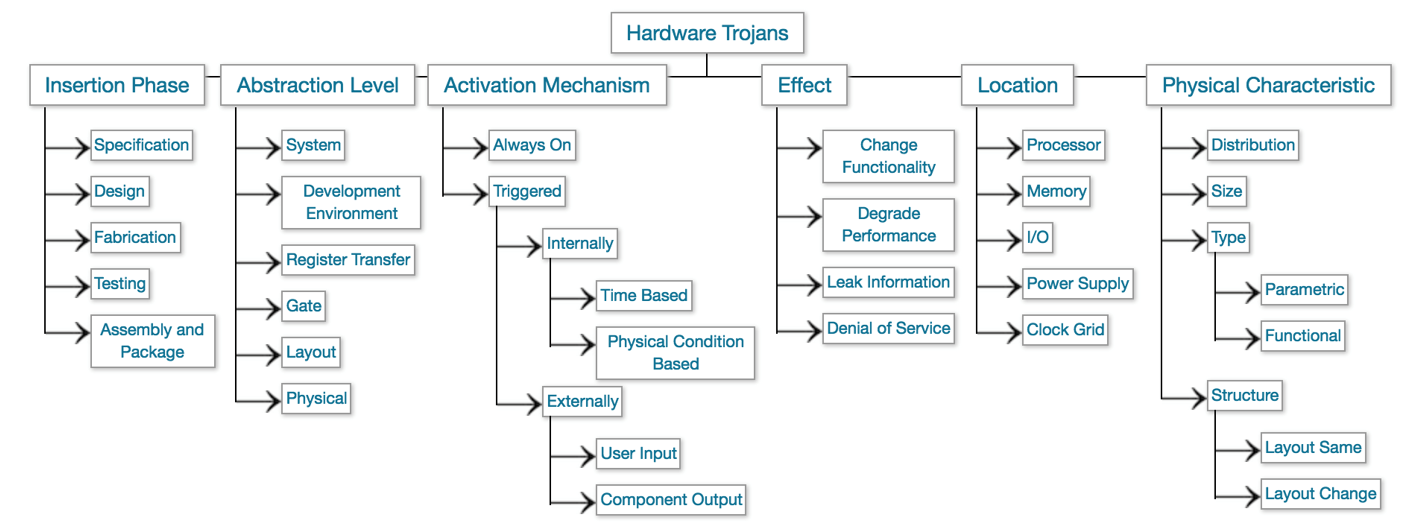 Hardware Trojans
Insertion Phase
Abstraction Level
Activation Mechanism
Effect
Location
Physical Characteristic
Specification
Design
Fabrication
Testing
Assembly and
Package
System
Development
Environment
Register Transfer
Gate
Layout
Physical
Always On
Triggered
Internally
Time Based
Physical Condition
Based
Externally
User Input
Component Output
Change
Functionality
Degrade
Performance
Leak Information
Denial of Service
Processor
Memory
I/O
Power Supply
Clock Grid
Distribution
Size
Type
Parametric
Functional
Structure
Layout Same
Layout Change